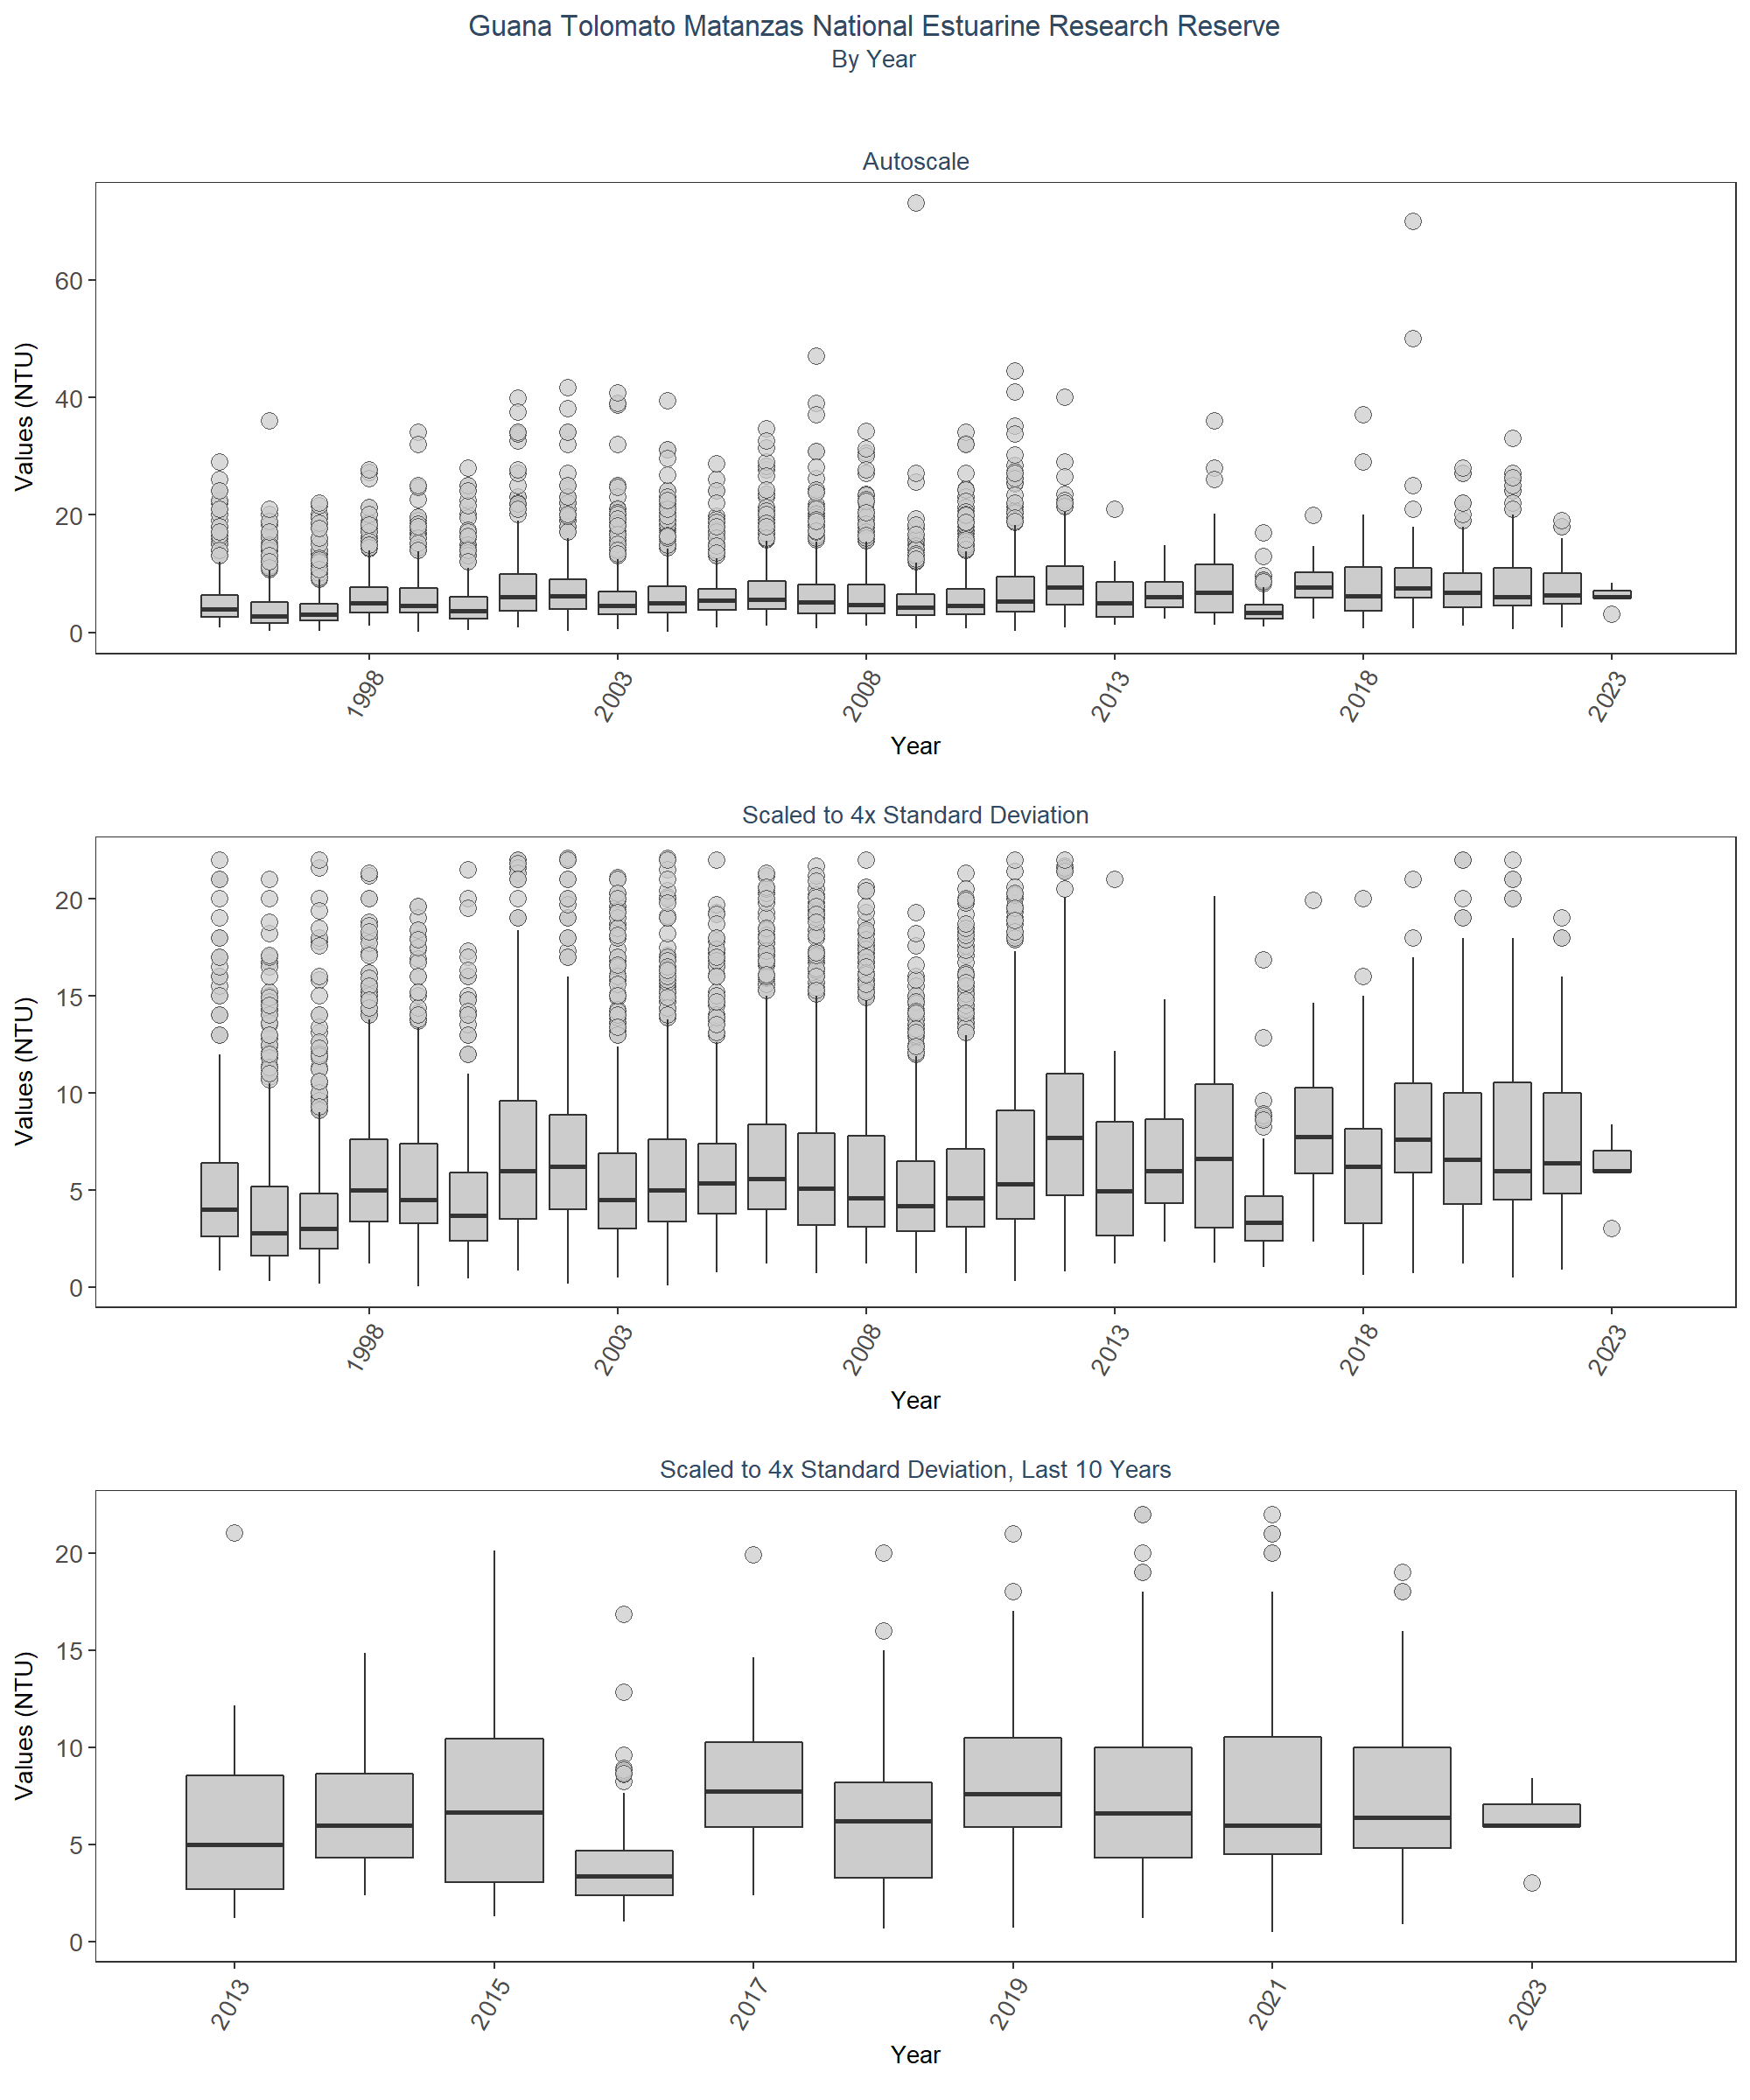 Guana Tolomato Matanzas National Estuarine Research Reserve
By Year
Autoscale
Values (NTU)
60
40
20
0
1998
2003
2008
2013
2018
2023
Year
Scaled to 4x Standard Deviation
Values (NTU)
20
15
10
5
0
1998
2003
2008
2013
2018
2023
Year
Scaled to 4x Standard Deviation, Last 10 Years
Values (NTU)
20
15
10
5
0
2013
2015
2017
2019
2021
2023
Year